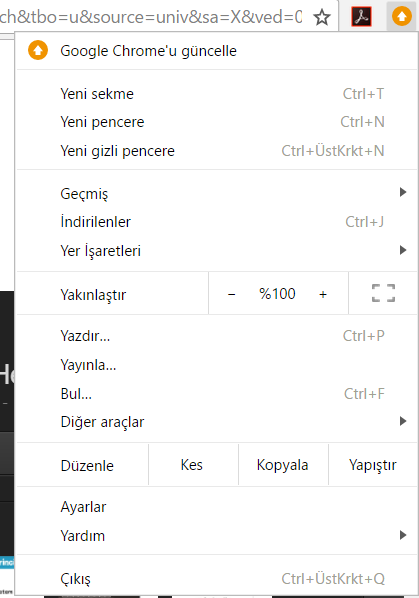 ch&tbo=u&source=univ&sa=X&ved=0
Google Chrome'u güncelle
Yeni sekme Ctrl+T
Yeni pencere Ctrl+N
Yeni gizli pencere Ctrl+ÜstKrkt+N
Geçmiş
İndirilenler Ctrl+J
Yer İşaretleri
Yakınlaştır − %100 +
Yazdır... Ctrl+P
Yayınla...
Bul... Ctrl+F
Diğer araçlar
Düzenle Kes Kopyala Yapıştır
Ayarlar
Yardım
Çıkış Ctrl+ÜstKrkt+Q